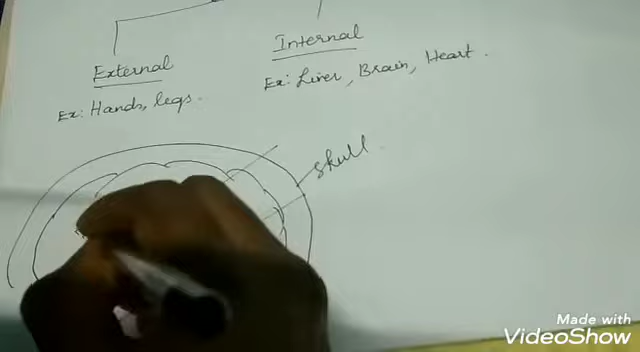 External
Internal
Ex: Hands, legs.
Ex: Liver, Brain, Heart.
skull
Made with
VideoShow